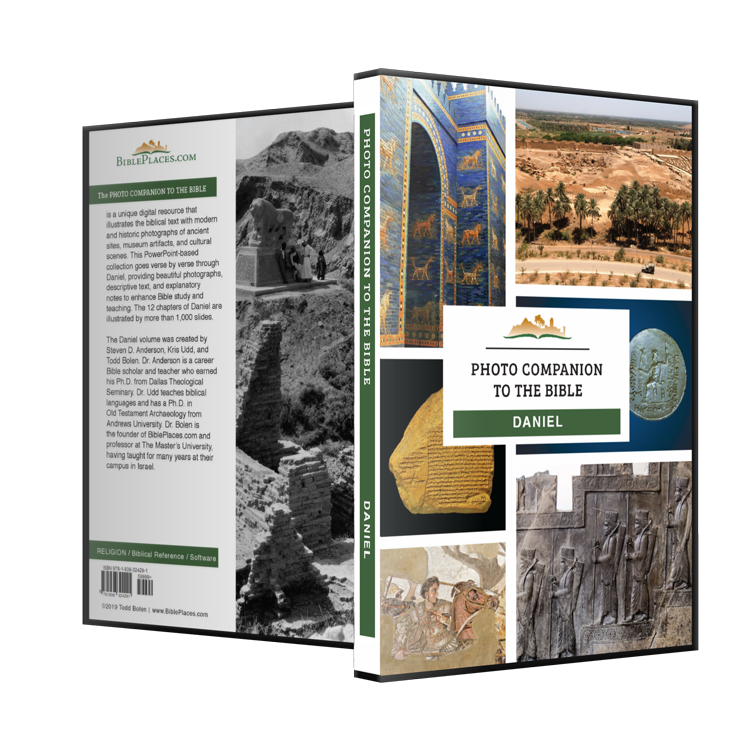 BIBLEPLACES.COM
The PHOTO COMPANION TO THE BIBLE
is a unique digital resource that
illustrates the biblical text with modern
and historic photographs of ancient
sites, museum artifacts, and cultural
scenes. This PowerPoint-based
collection goes verse by verse through
Daniel, providing beautiful photographs,
descriptive text, and explanatory
notes to enhance Bible study and
teaching. The 12 chapters of Daniel are
illustrated by more than 1,000 slides.
The Daniel volume was created by
Steven D. Anderson, Kris Udd, and
Todd Bolen. Dr. Anderson is a career
Bible scholar and teacher who earned
his Ph.D. from Dallas Theological
Seminary. Dr. Udd teaches biblical
languages and has a Ph.D. in
Old Testament Archaeology from
Andrews University. Dr. Bolen is
the founder of BiblePlaces.com and
professor at The Master's University,
having taught for many years at their
campus in Israel.
RELIGION / Biblical Reference / Software
©2019 Todd Bolen | www.BiblePlaces.com
PHOTO COMPANION TO THE BIBLE
DANIEL
PHOTO COMPANION
TO THE BIBLE
DANIEL